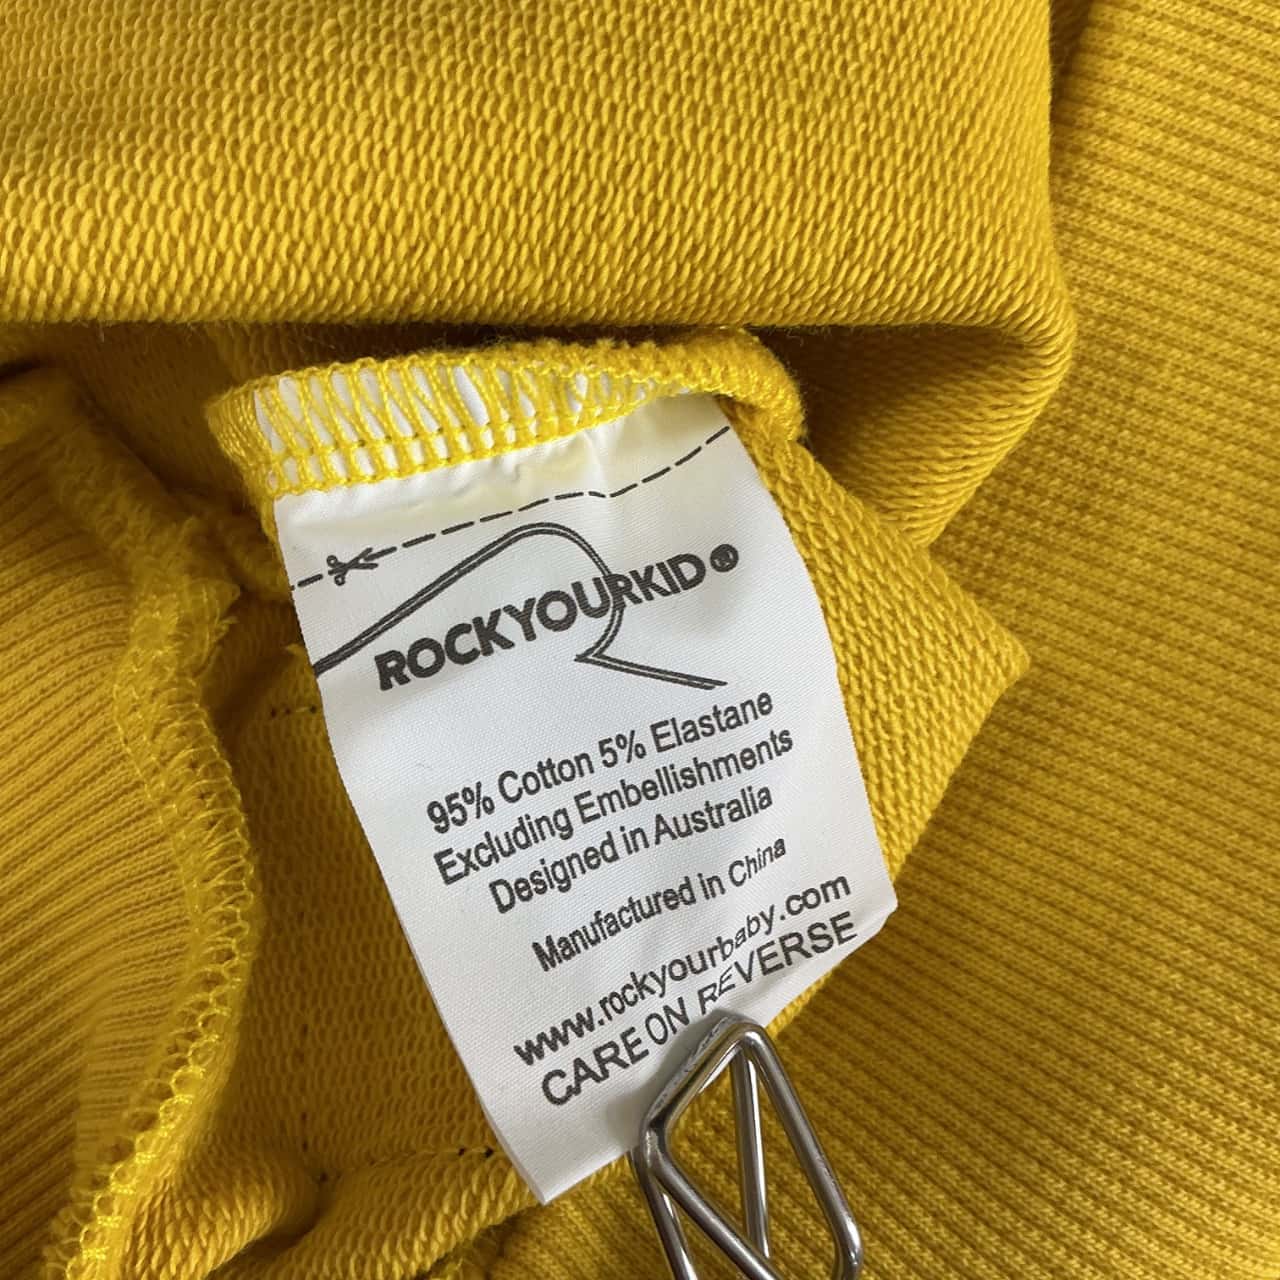 ROCKYOURKID®
95% Cotton 5% Elastane
Excluding Embellishments
Designed in Australia
Manufactured in China
www.rockyourbaby.com
CARE ON REVERSE